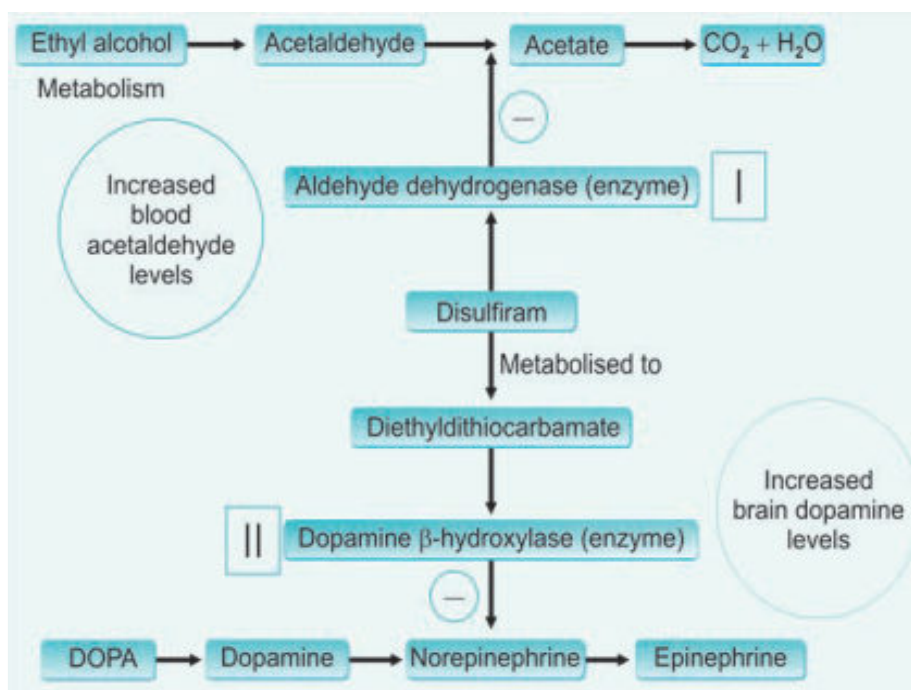 Ethyl alcohol
Acetaldehyde
Acetate
CO₂ + H₂O
Metabolism
—
Increased
blood
acetaldehyde
levels
Aldehyde dehydrogenase (enzyme)
I
Disulfiram
Metabolised to
Diethyldithiocarbamate
Increased
brain dopamine
levels
II
Dopamine β-hydroxylase (enzyme)
—
DOPA
Dopamine
Norepinephrine
Epinephrine